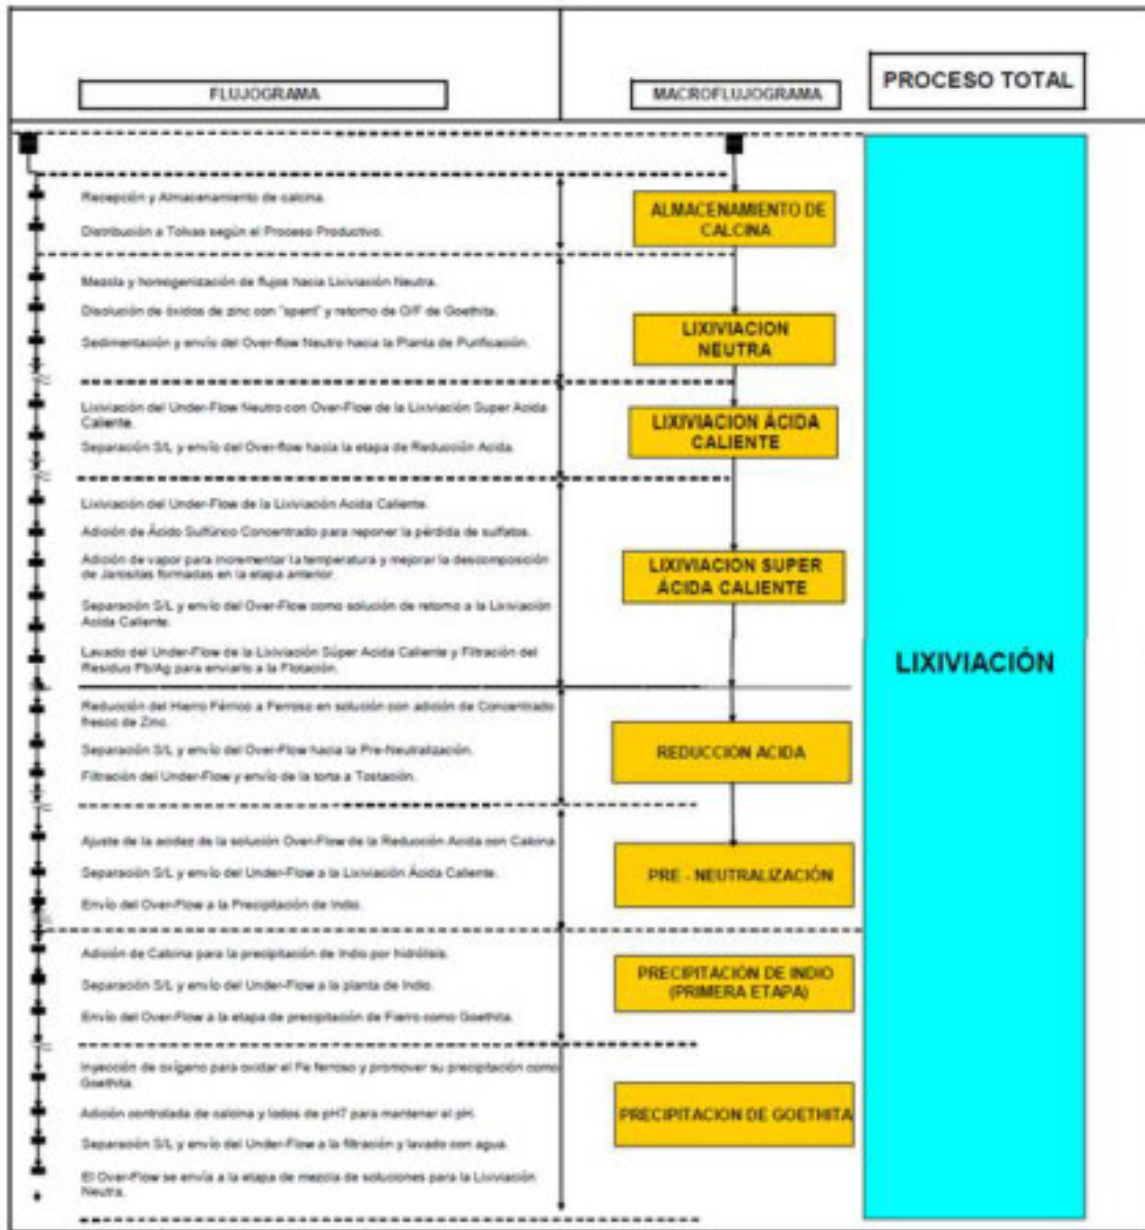 FLUJOGRAMA
MACROFLUJOGRAMA
PROCESO TOTAL
Recepción y Almacenamiento de calcina.
Distribución a Tolvas según el Proceso Productivo.
ALMACENAMIENTO DE
CALCINA
Mezcla y homogenización de flujos hacia Lixiviación Neutra.
Disolución de óxidos de zinc con "spent" y retorno de O/F de Goethita.
Sedimentación y envío del Over-flow Neutro hacia la Planta de Purificación.
LIXIVIACION
NEUTRA
Lixiviación del Under-Flow Neutro con Over-Flow de la Lixiviación Super Acida
Caliente.
Separación S/L y envío del Over-flow hacia la etapa de Reducción Acida.
LIXIVIACION ÁCIDA
CALIENTE
Lixiviación del Under-Flow de la Lixiviación Acida Caliente.
Adición de Ácido Sulfúrico Concentrado para reponer la pérdida de sulfatos.
Adición de vapor para incrementar la temperatura y mejorar la descomposición
de Jarositas formadas en la etapa anterior.
Separación S/L y envío del Over-Flow como solución de retorno a la Lixiviación
Acida Caliente.
Lavado del Under-Flow de la Lixiviación Súper Acida Caliente y Filtración del
Residuo Pb/Ag para enviarlo a la Flotación.
LIXIVIACION SUPER
ÁCIDA CALIENTE
LIXIVIACIÓN
Reducción del Hierro Férrico a Ferroso en solución con adición de Concentrado
fresco de Zinc.
Separación S/L y envío del Over-Flow hacia la Pre-Neutralización.
Filtración del Under-Flow y envío de la torta a Tostación.
REDUCCION ACIDA
Ajuste de la acidez de la solución Over-Flow de la Reducción Acida con Calcina
Separación S/L y envío del Under-Flow a la Lixiviación Ácida Caliente.
Envío del Over-Flow a la Precipitación de Indio.
PRE - NEUTRALIZACIÓN
Adición de Calcina para la precipitación de Indio por hidrólisis.
Separación S/L y envío del Under-Flow a la planta de Indio.
Envío del Over-Flow a la etapa de precipitación de Fierro como Goethita.
PRECIPITACIÓN DE INDIO
(PRIMERA ETAPA)
Inyección de oxígeno para oxidar el Fe ferroso y promover su precipitación como
Goethita.
Adición controlada de calcina y lodos de pH7 para mantener el pH.
Separación S/L y envío del Under-Flow a la filtración y lavado con agua.
El Over-Flow se envía a la etapa de mezcla de soluciones para la Lixiviación
Neutra.
PRECIPITACION DE GOETHITA